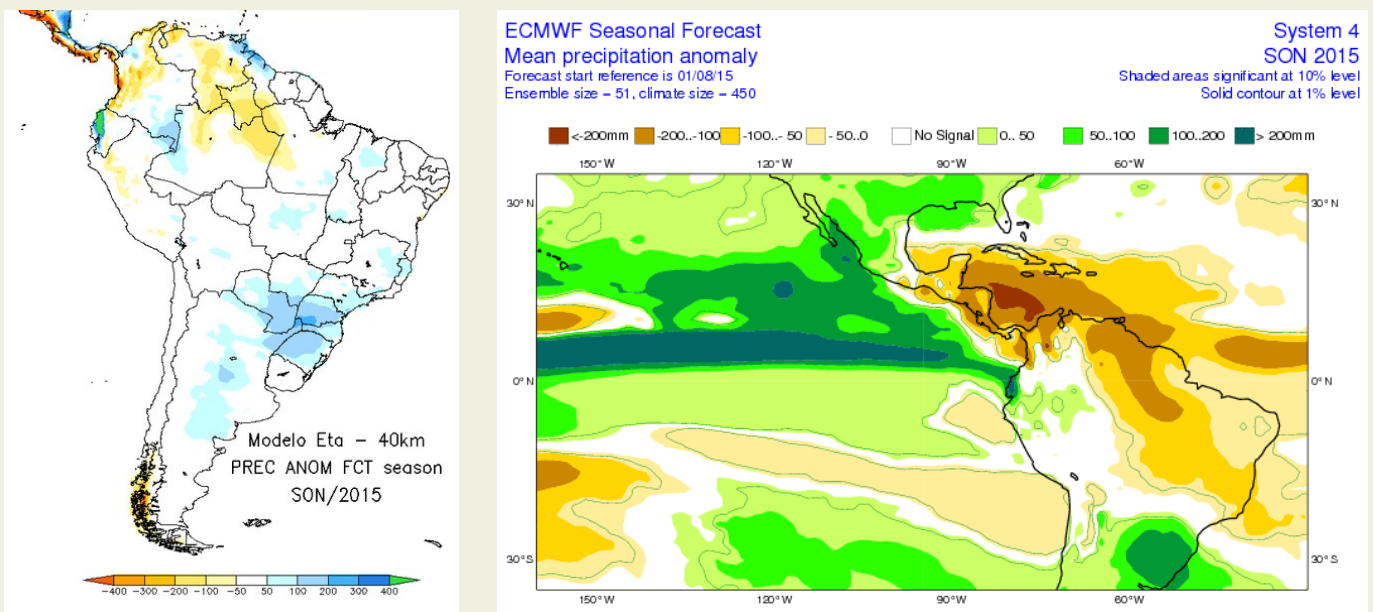 Modelo Eta – 40km
PREC ANOM FCT season
SON/2015
-400 -300 -200 -100 -50 50 100 200 300 400
ECMWF Seasonal Forecast
Mean precipitation anomaly
Forecast start reference is 01/08/15
Ensemble size = 51, climate size = 450
System 4
SON 2015
Shaded areas significant at 10% level
Solid contour at 1% level
<-200mm -200..-100 -100..- 50 - 50..0 No Signal 0.. 50 50..100 100..200 > 200mm
150°W 120°W 90°W 60°W
30°N 30°N
0°N 0°N
30°S 30°S
150°W 120°W 90°W 60°W